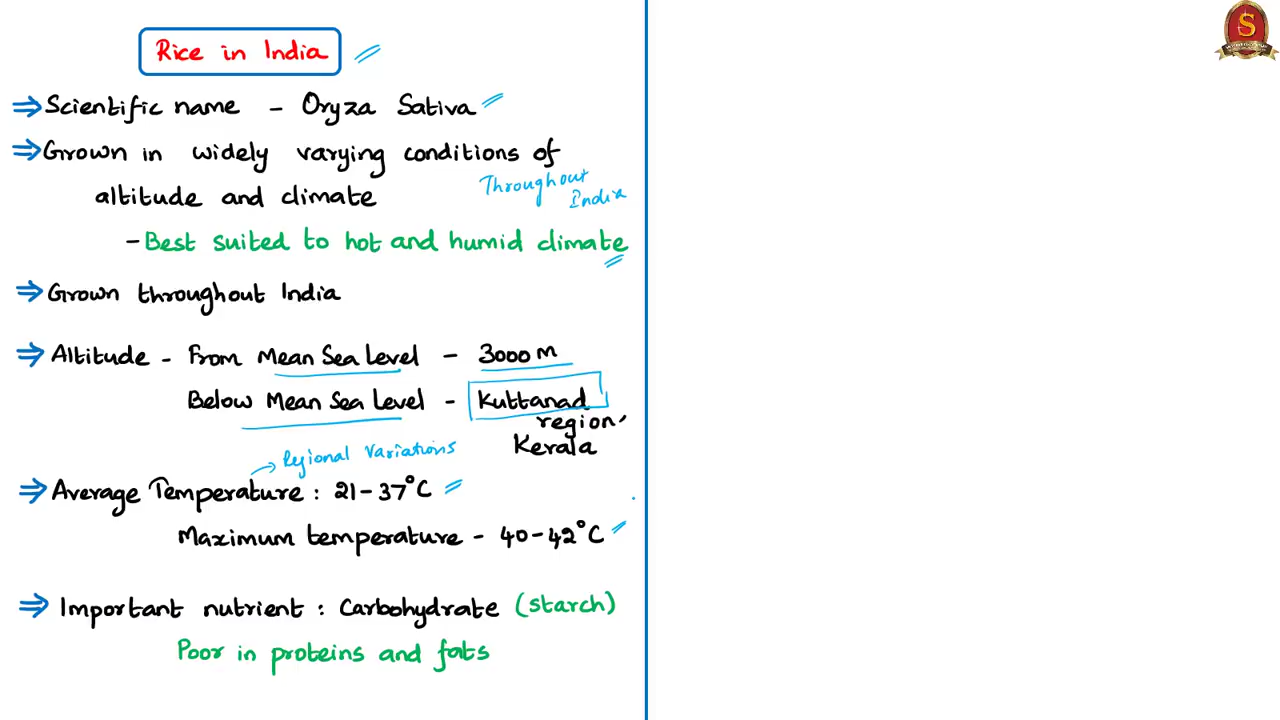 Rice in India
⇒ Scientific name - Oryza Sativa
⇒ Grown in widely varying conditions of
altitude and climate
Throughout
India
- Best suited to hot and humid climate
⇒ Grown throughout India
⇒ Altitude - From Mean Sea Level - 3000 m
Below Mean Sea Level - Kuttanad
region,
Kerala
→ Regional Variations
⇒ Average Temperature : 21-37°C
Maximum temperature - 40-42°C
⇒ Important nutrient : Carbohydrate (starch)
Poor in proteins and fats
S